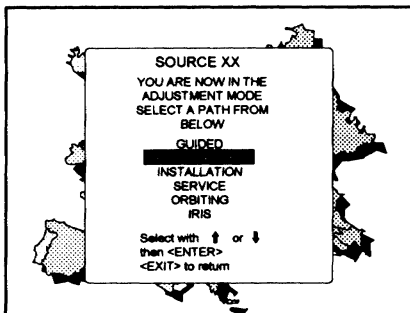 SOURCE XX
YOU ARE NOW IN THE
ADJUSTMENT MODE
SELECT A PATH FROM
BELOW
GUIDED
INSTALLATION
SERVICE
ORBITING
IRIS
Select with ⬆ or ⬇
then <ENTER>
<EXIT> to return